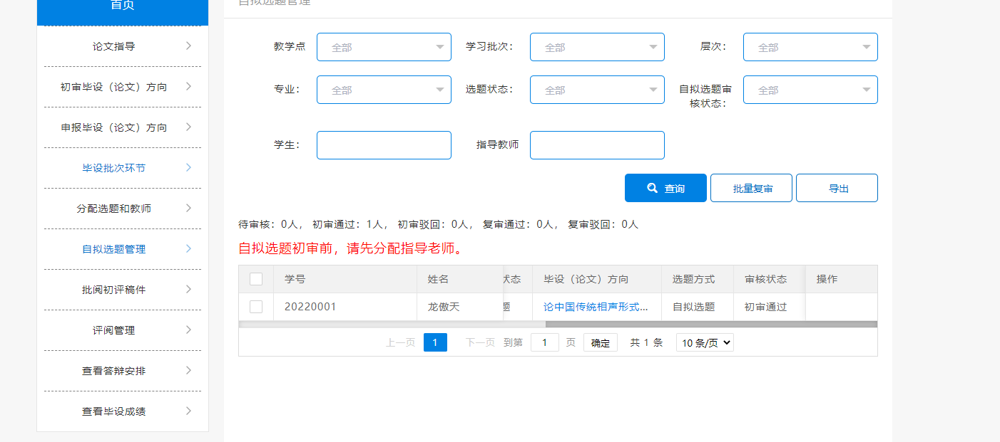 首页
论文指导
初审毕设（论文）方向
申报毕设（论文）方向
毕设批次环节
分配选题和教师
自拟选题管理
批阅初评稿件
评阅管理
查看答辩安排
查看毕设成绩
自拟选题管理
教学点 全部 学习批次： 全部 层次： 全部
专业： 全部 选题状态： 全部 自拟选题审核状态： 全部
学生： 指导教师
查询 批量复审 导出
待审核：0人， 初审通过：1人， 初审驳回：0人， 复审通过：0人， 复审驳回：0人
自拟选题初审前，请先分配指导老师。
学号 姓名 状态 毕设（论文）方向 选题方式 审核状态 操作
20220001 龙傲天 题 论中国传统相声形式... 自拟选题 初审通过
上一页 1 下一页 到第 1 页 确定 共 1 条 10 条/页